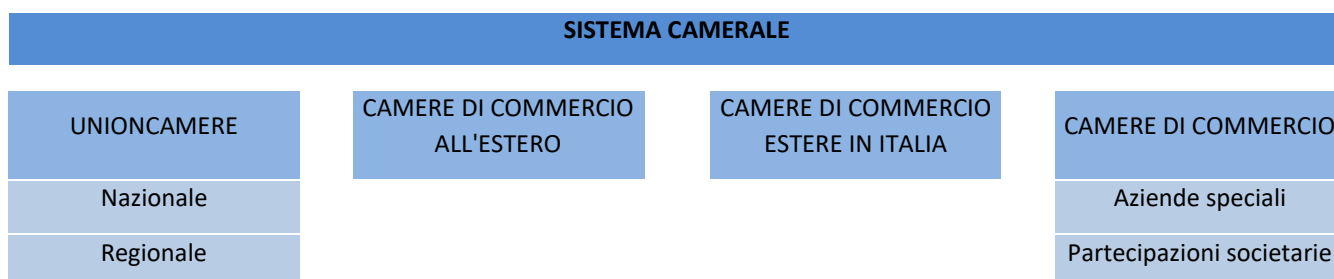 SISTEMA CAMERALE
UNIONCAMERE
CAMERE DI COMMERCIO
ALL'ESTERO
CAMERE DI COMMERCIO
ESTERE IN ITALIA
CAMERE DI COMMERCIO
Nazionale
Aziende speciali
Regionale
Partecipazioni societarie